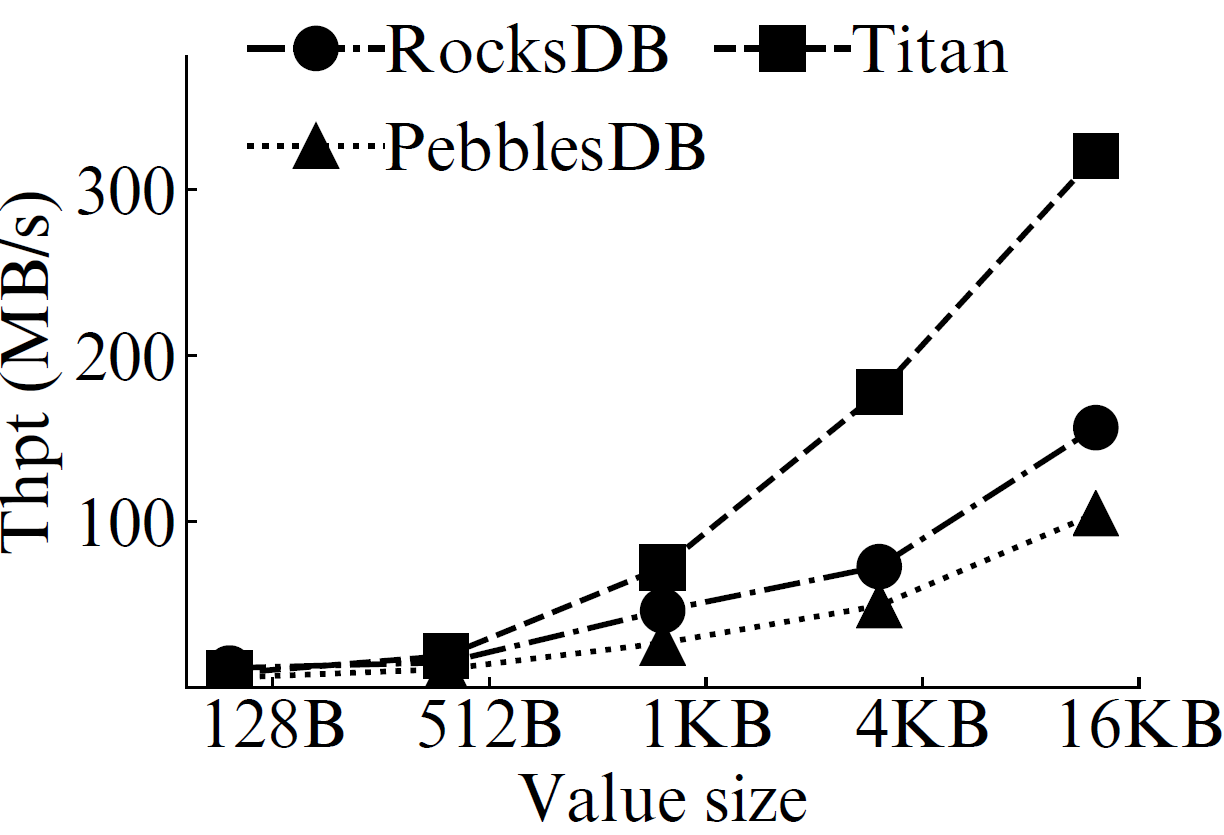 RocksDB Titan
PebblesDB
300
200
100
Thpt (MB/s)
128B 512B 1KB 4KB 16KB
Value size